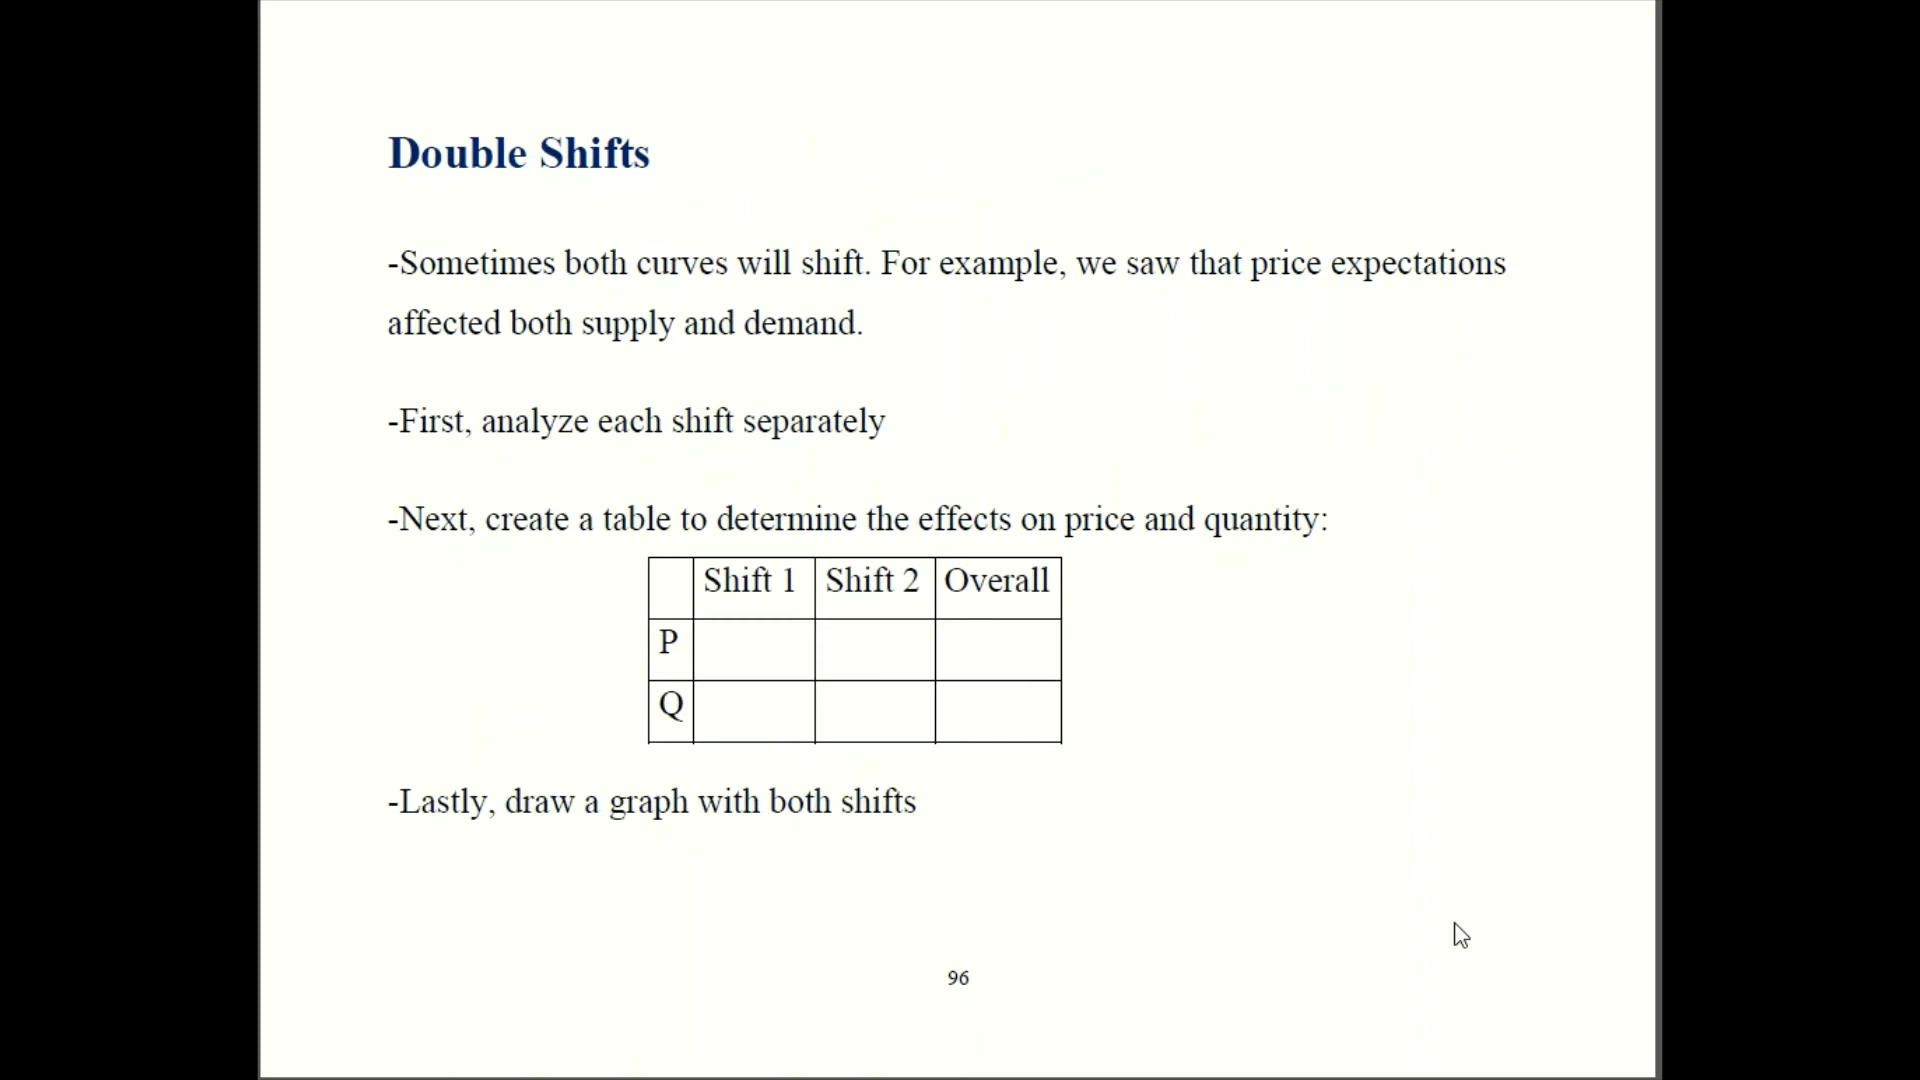 Double Shifts
-Sometimes both curves will shift. For example, we saw that price expectations
affected both supply and demand.
-First, analyze each shift separately
-Next, create a table to determine the effects on price and quantity:
Shift 1 Shift 2 Overall
P
Q
-Lastly, draw a graph with both shifts
96